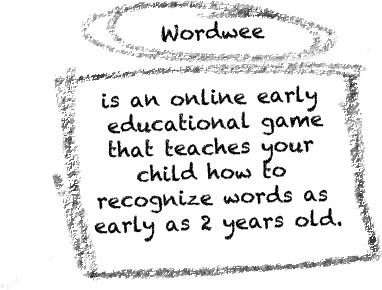 Wordwee
is an online early
educational game
that teaches your
child how to
recognize words as
early as 2 years old.